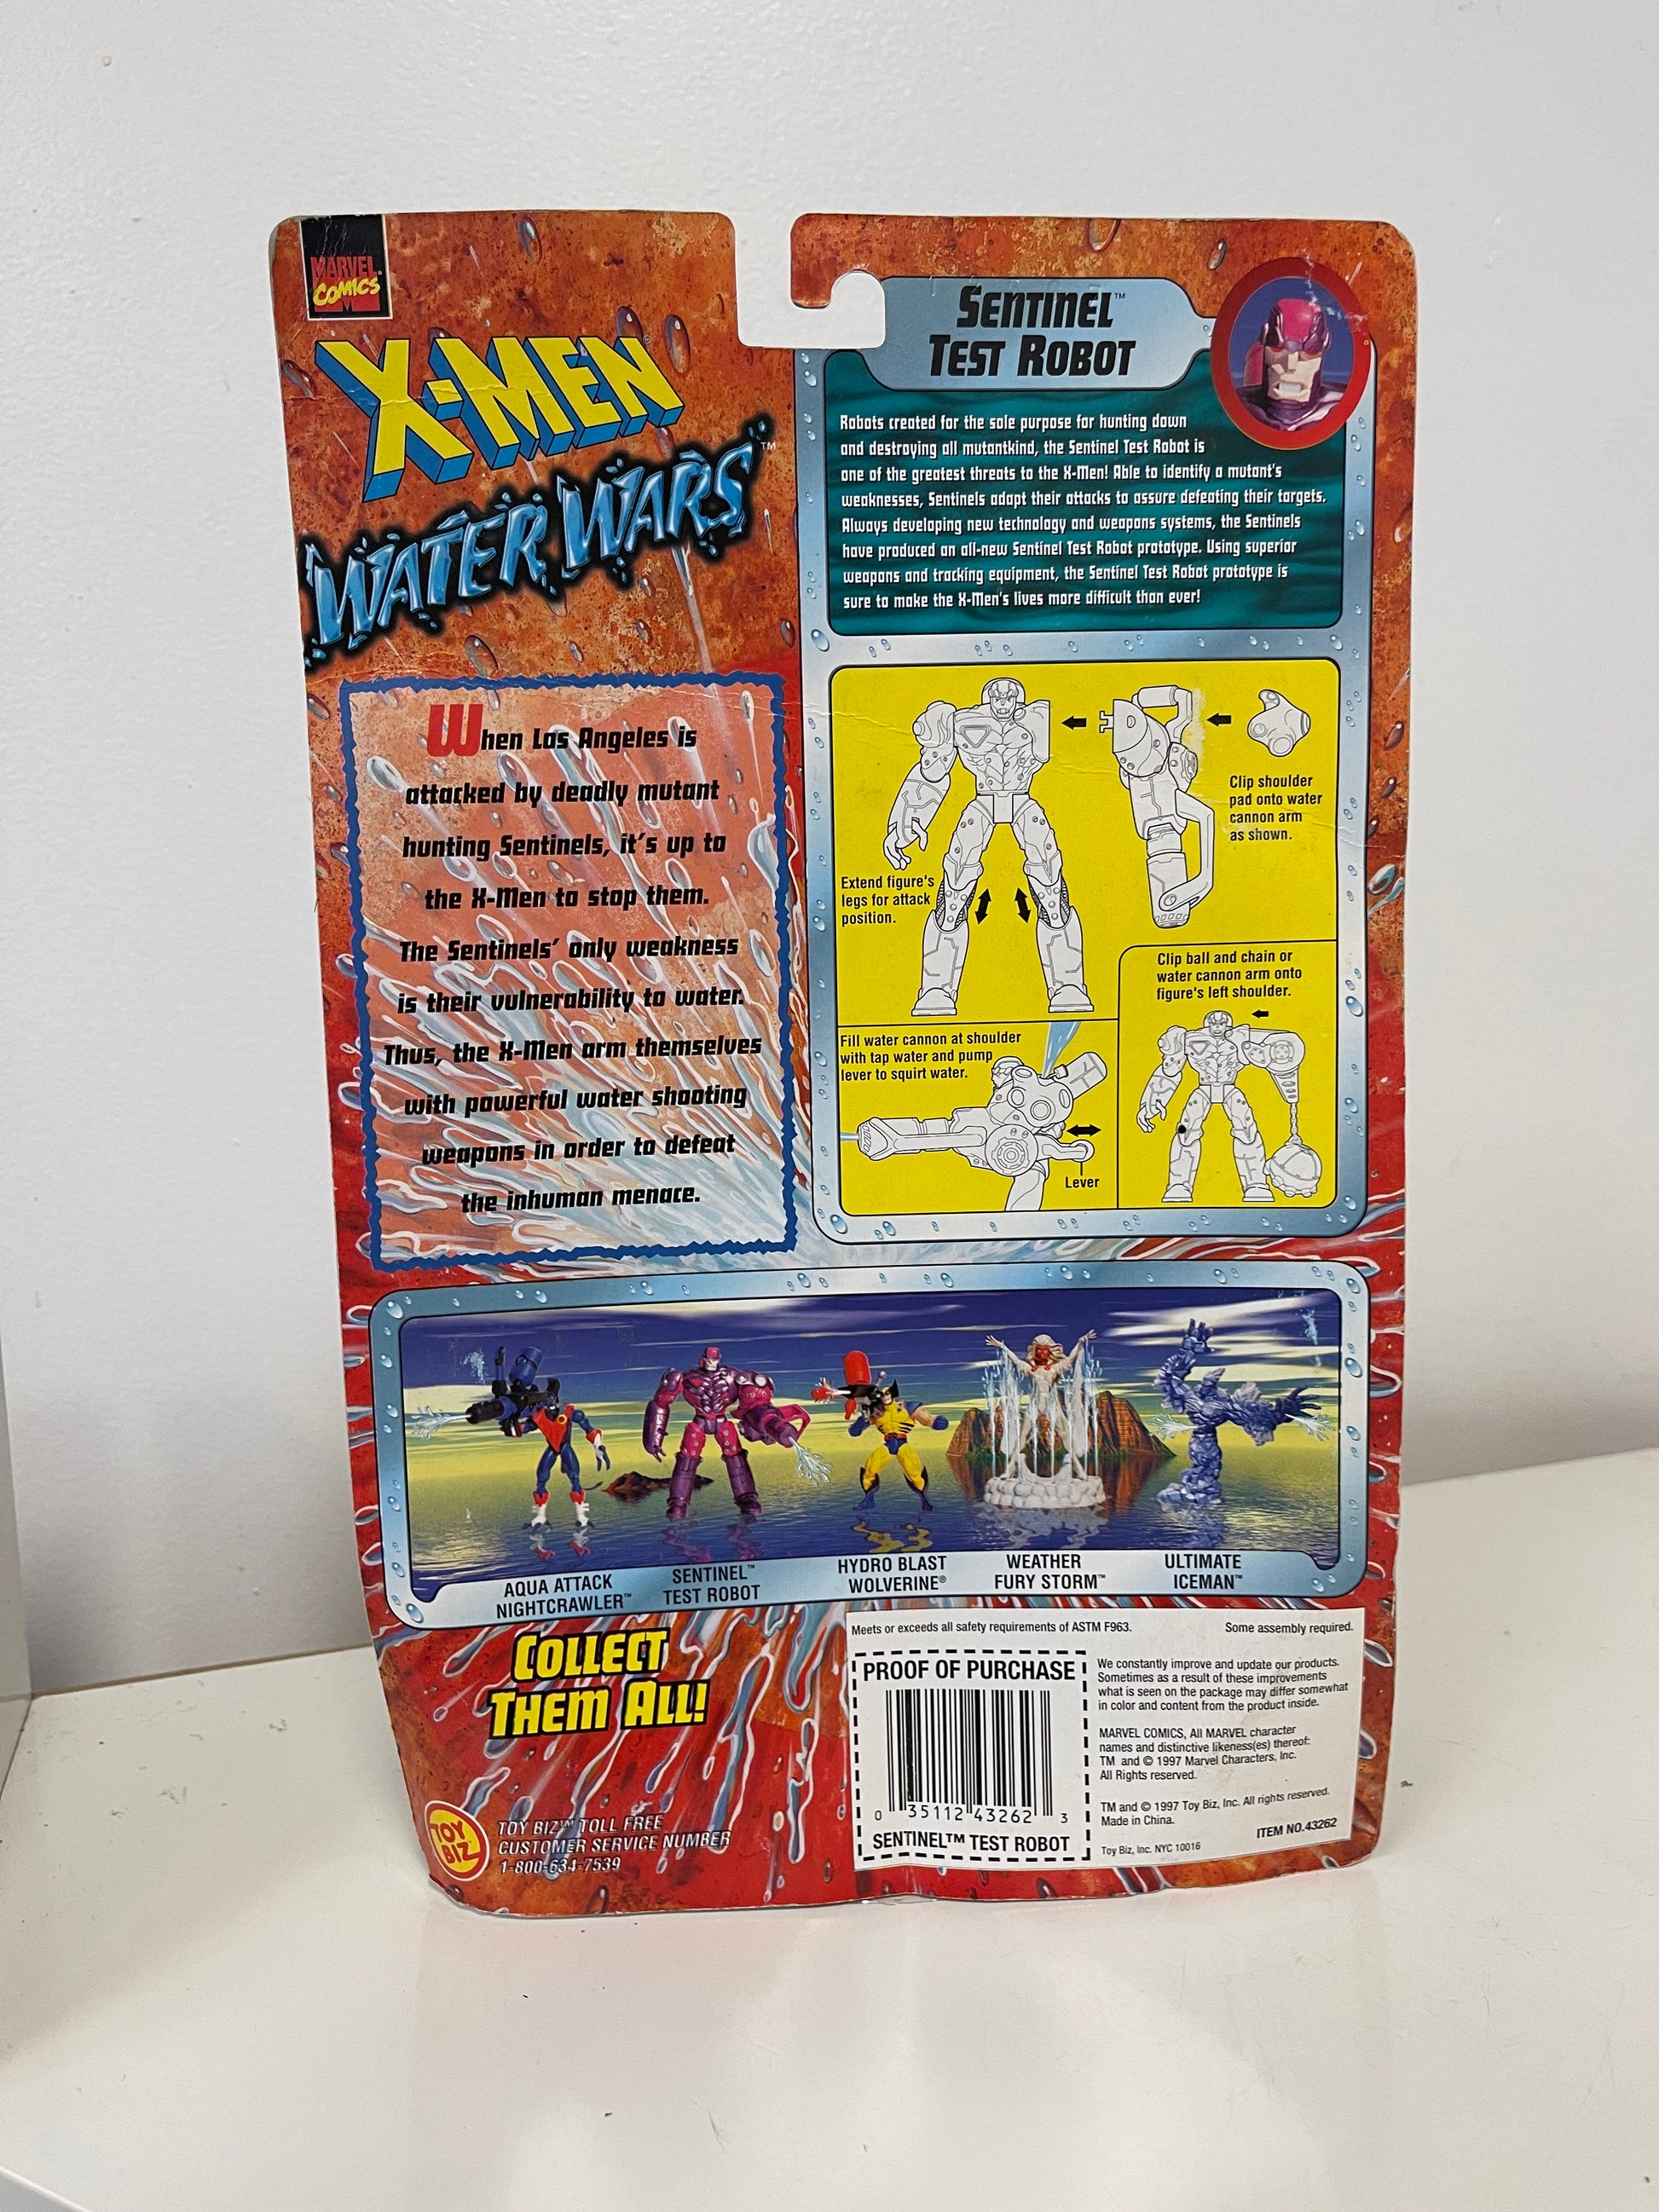 MARVEL
COMICS
X-MEN®
WATER WARS™
When Los Angeles is
attacked by deadly mutant
hunting Sentinels, it's up to
the X-Men to stop them.
The Sentinels' only weakness
is their vulnerability to water.
Thus, the X-Men arm themselves
with powerful water shooting
weapons in order to defeat
the inhuman menace.
SENTINEL™
TEST ROBOT
Robots created for the sole purpose for hunting down
and destroying all mutantkind, the Sentinel Test Robot is
one of the greatest threats to the X-Men! Able to identify a mutant's
weaknesses, Sentinels adapt their attacks to assure defeating their targets.
Always developing new technology and weapons systems, the Sentinels
have produced an all-new Sentinel Test Robot prototype. Using superior
weapons and tracking equipment, the Sentinel Test Robot prototype is
sure to make the X-Men's lives more difficult than ever!
Clip shoulder
pad onto water
cannon arm
as shown.
Extend figure's
legs for attack
position.
Clip ball and chain or
water cannon arm onto
figure's left shoulder.
Fill water cannon at shoulder
with tap water and pump
lever to squirt water.
Lever
AQUA ATTACK
NIGHTCRAWLER™
SENTINEL™
TEST ROBOT
HYDRO BLAST
WOLVERINE®
WEATHER
FURY STORM™
ULTIMATE
ICEMAN™
COLLECT
THEM ALL!
TOY
BIZ
TOY BIZ™ TOLL FREE
CUSTOMER SERVICE NUMBER
1-800-634-7539
Meets or exceeds all safety requirements of ASTM F963. Some assembly required.
PROOF OF PURCHASE
0 35112 43262 3
SENTINEL™ TEST ROBOT
We constantly improve and update our products.
Sometimes as a result of these improvements
what is seen on the package may differ somewhat
in color and content from the product inside.
MARVEL COMICS, All MARVEL character
names and distinctive likeness(es) thereof:
TM and © 1997 Marvel Characters, Inc.
All Rights reserved.
TM and © 1997 Toy Biz, Inc. All rights reserved.
Made in China.
Toy Biz, Inc. NYC 10016
ITEM NO.43262